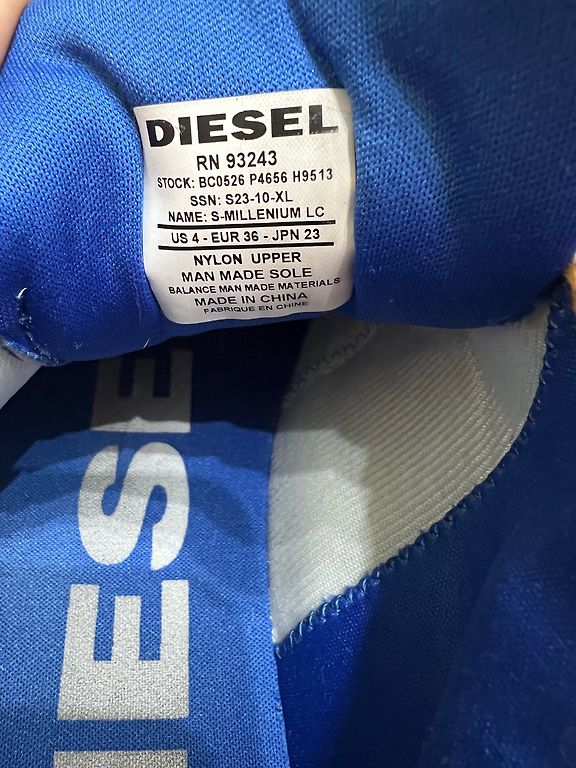 DIESEL
RN 93243
STOCK: BC0526 P4656 H9513
SSN: S23-10-XL
NAME: S-MILLENIUM LC
US 4 - EUR 36 - JPN 23
NYLON UPPER
MAN MADE SOLE
BALANCE MAN MADE MATERIALS
MADE IN CHINA
FABRIQUE EN CHINE
IESE